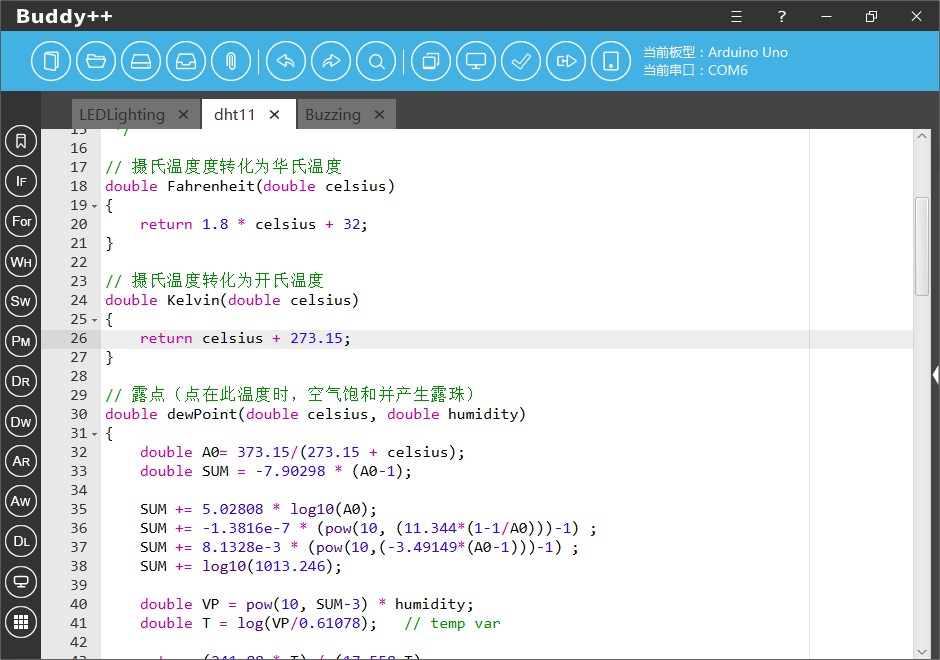 Buddy++
?
当前板型：Arduino Uno
当前串口：COM6
LEDLighting
dht11
Buzzing
IF
For
WH
SW
PM
DR
DW
AR
AW
DL
15 */
16
17 // 摄氏温度度转化为华氏温度
18 double Fahrenheit(double celsius)
19 {
20 return 1.8 * celsius + 32;
21 }
22
23 // 摄氏温度转化为开氏温度
24 double Kelvin(double celsius)
25 {
26 return celsius + 273.15;
27 }
28
29 // 露点（点在此温度时，空气饱和并产生露珠）
30 double dewPoint(double celsius, double humidity)
31 {
32 double A0= 373.15/(273.15 + celsius);
33 double SUM = -7.90298 * (A0-1);
34
35 SUM += 5.02808 * log10(A0);
36 SUM += -1.3816e-7 * (pow(10, (11.344*(1-1/A0)))-1) ;
37 SUM += 8.1328e-3 * (pow(10,(-3.49149*(A0-1)))-1) ;
38 SUM += log10(1013.246);
39
40 double VP = pow(10, SUM-3) * humidity;
41 double T = log(VP/0.61078); // temp var
42